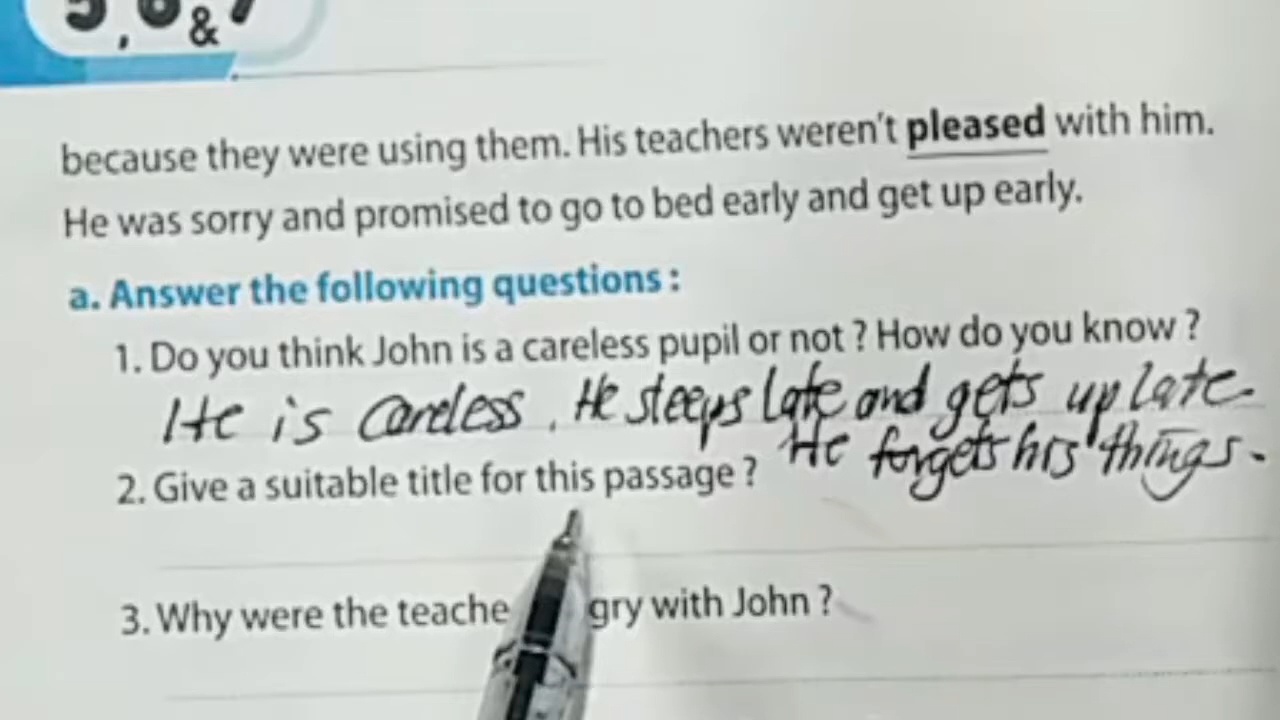 5, 6 & 7
because they were using them. His teachers weren't pleased with him.
He was sorry and promised to go to bed early and get up early.
a. Answer the following questions :
1. Do you think John is a careless pupil or not ? How do you know ?
He is careless. He sleeps late and gets up late.
He forgets his things.
2. Give a suitable title for this passage ?
3. Why were the teache gry with John ?